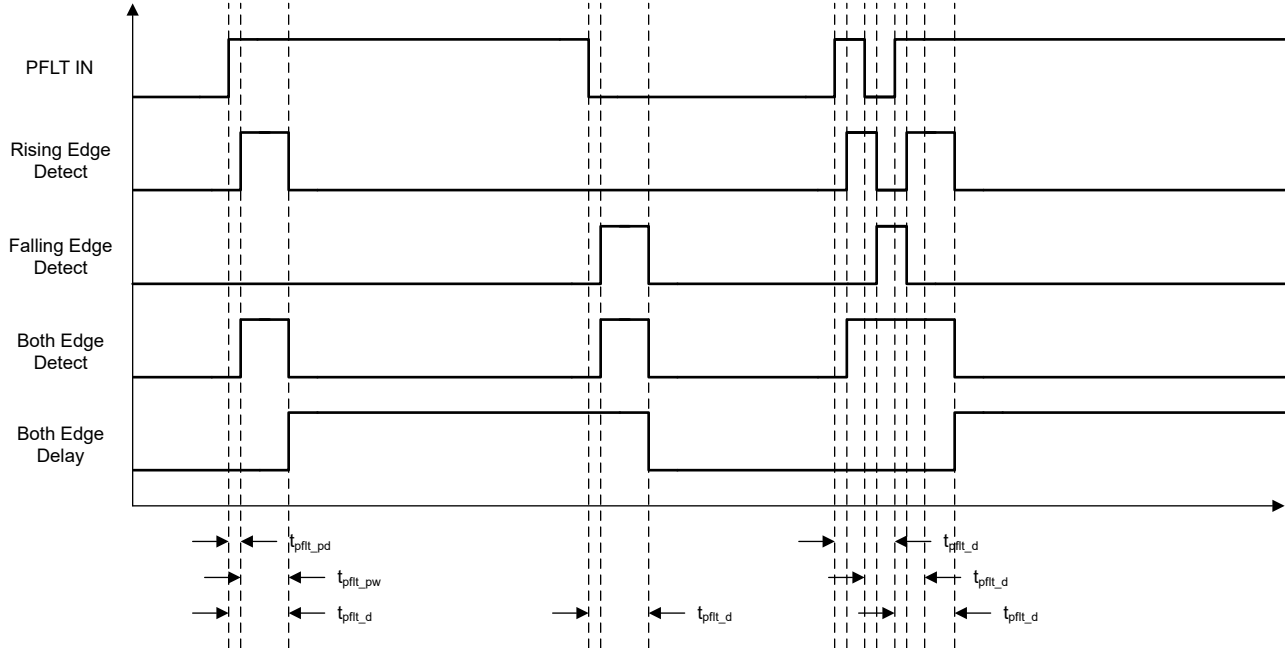 PFLT IN
Rising Edge
Detect
Falling Edge
Detect
Both Edge
Detect
Both Edge
Delay
tpflt_pd
tpflt_d
tpflt_pw
tpflt_d
tpflt_d
tpflt_d
tpflt_d